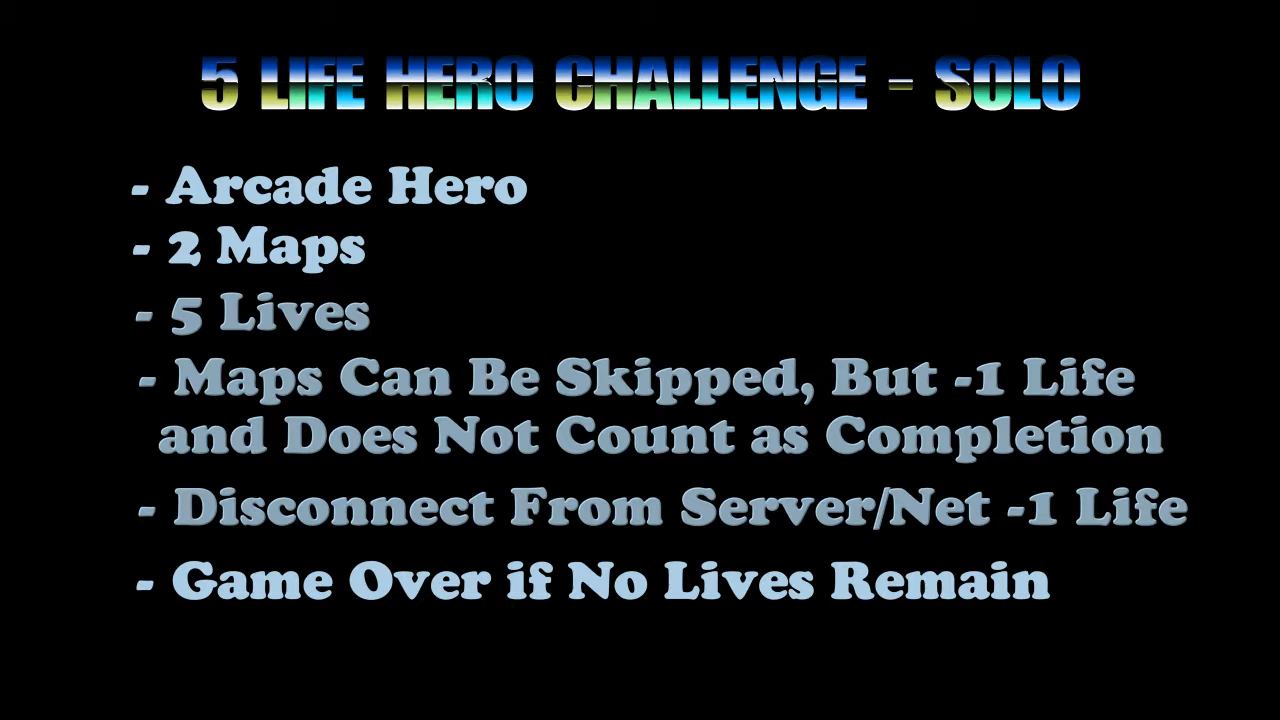 5 LIFE HERO CHALLENGE - SOLO
- Arcade Hero
- 2 Maps
- 5 Lives
- Maps Can Be Skipped, But -1 Life
and Does Not Count as Completion
- Disconnect From Server/Net -1 Life
- Game Over if No Lives Remain